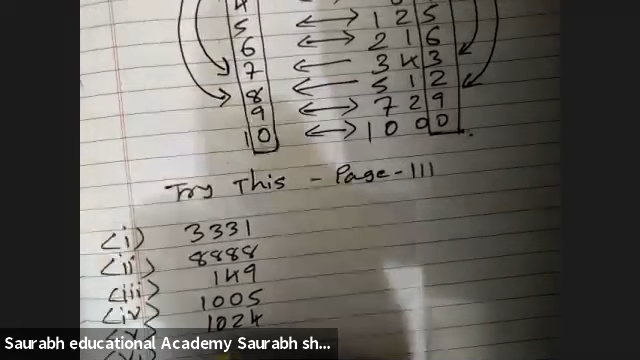 4
5 ↔ 125
6 ↔ 216
7 ← 343
8 ← 512
9 ↔ 729
10 ↔ 1000
Try This - Page-111
(i) 3331
(ii) 8888
(iii) 149
(iv) 1005
1024
Saurabh educational Academy Saurabh sh...